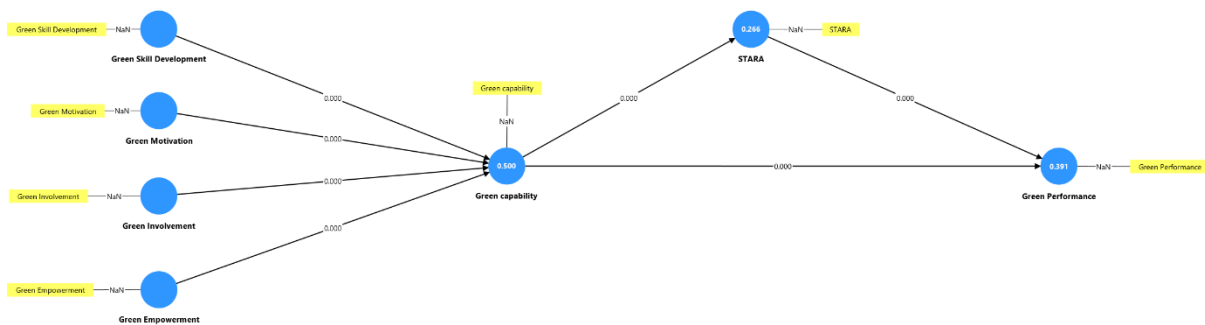 Green Skill Development
NaN
Green Skill Development
0.266
NaN
STARA
STARA
Green capability
NaN
0.000
0.000
0.000
Green Motivation
NaN
Green Motivation
0.000
0.500
Green capability
0.000
0.391
NaN
Green Performance
Green Performance
Green Involvement
NaN
Green Involvement
0.000
0.000
Green Empowerment
NaN
Green Empowerment